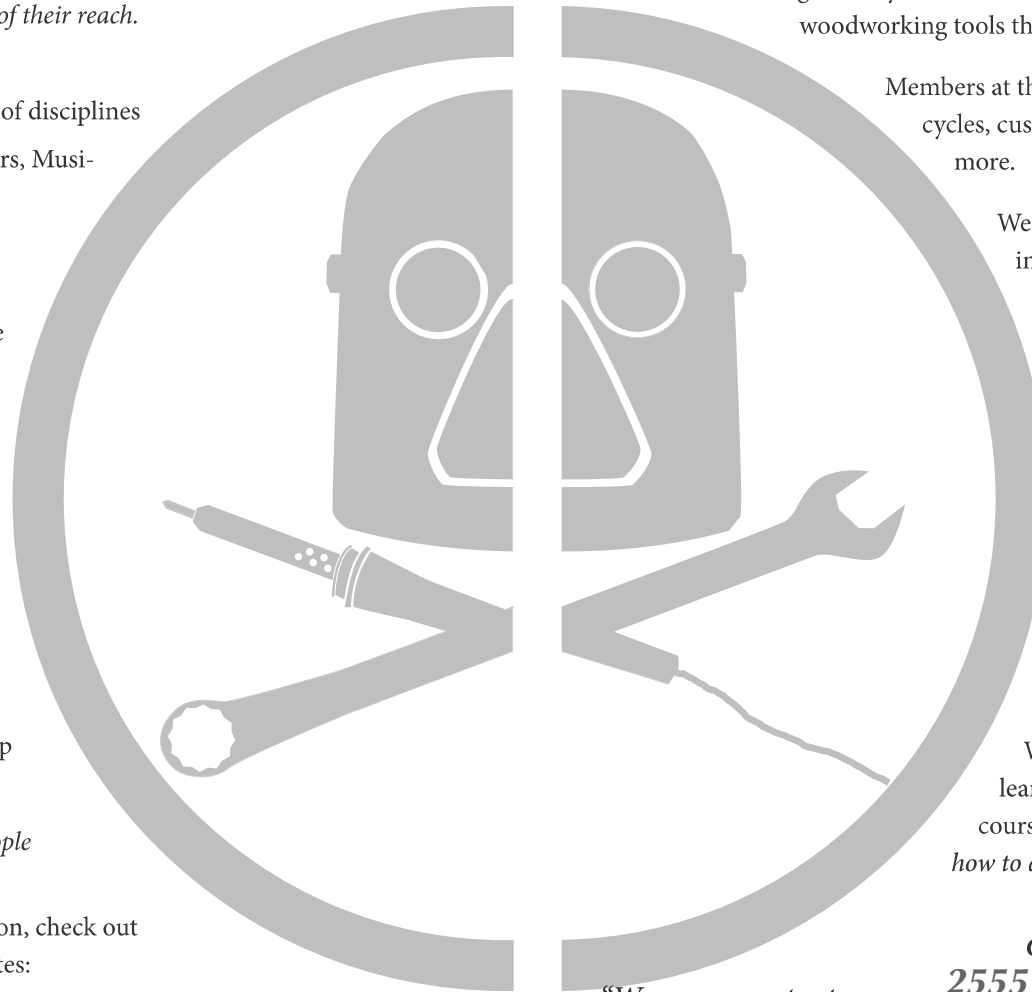 of their reach.
of disciplines
rs, Musi-
e
p
ople
on, check out
tes:
woodworking tools th
Members at th
cycles, cus
more.
We
in
lear
cours
how to
2555